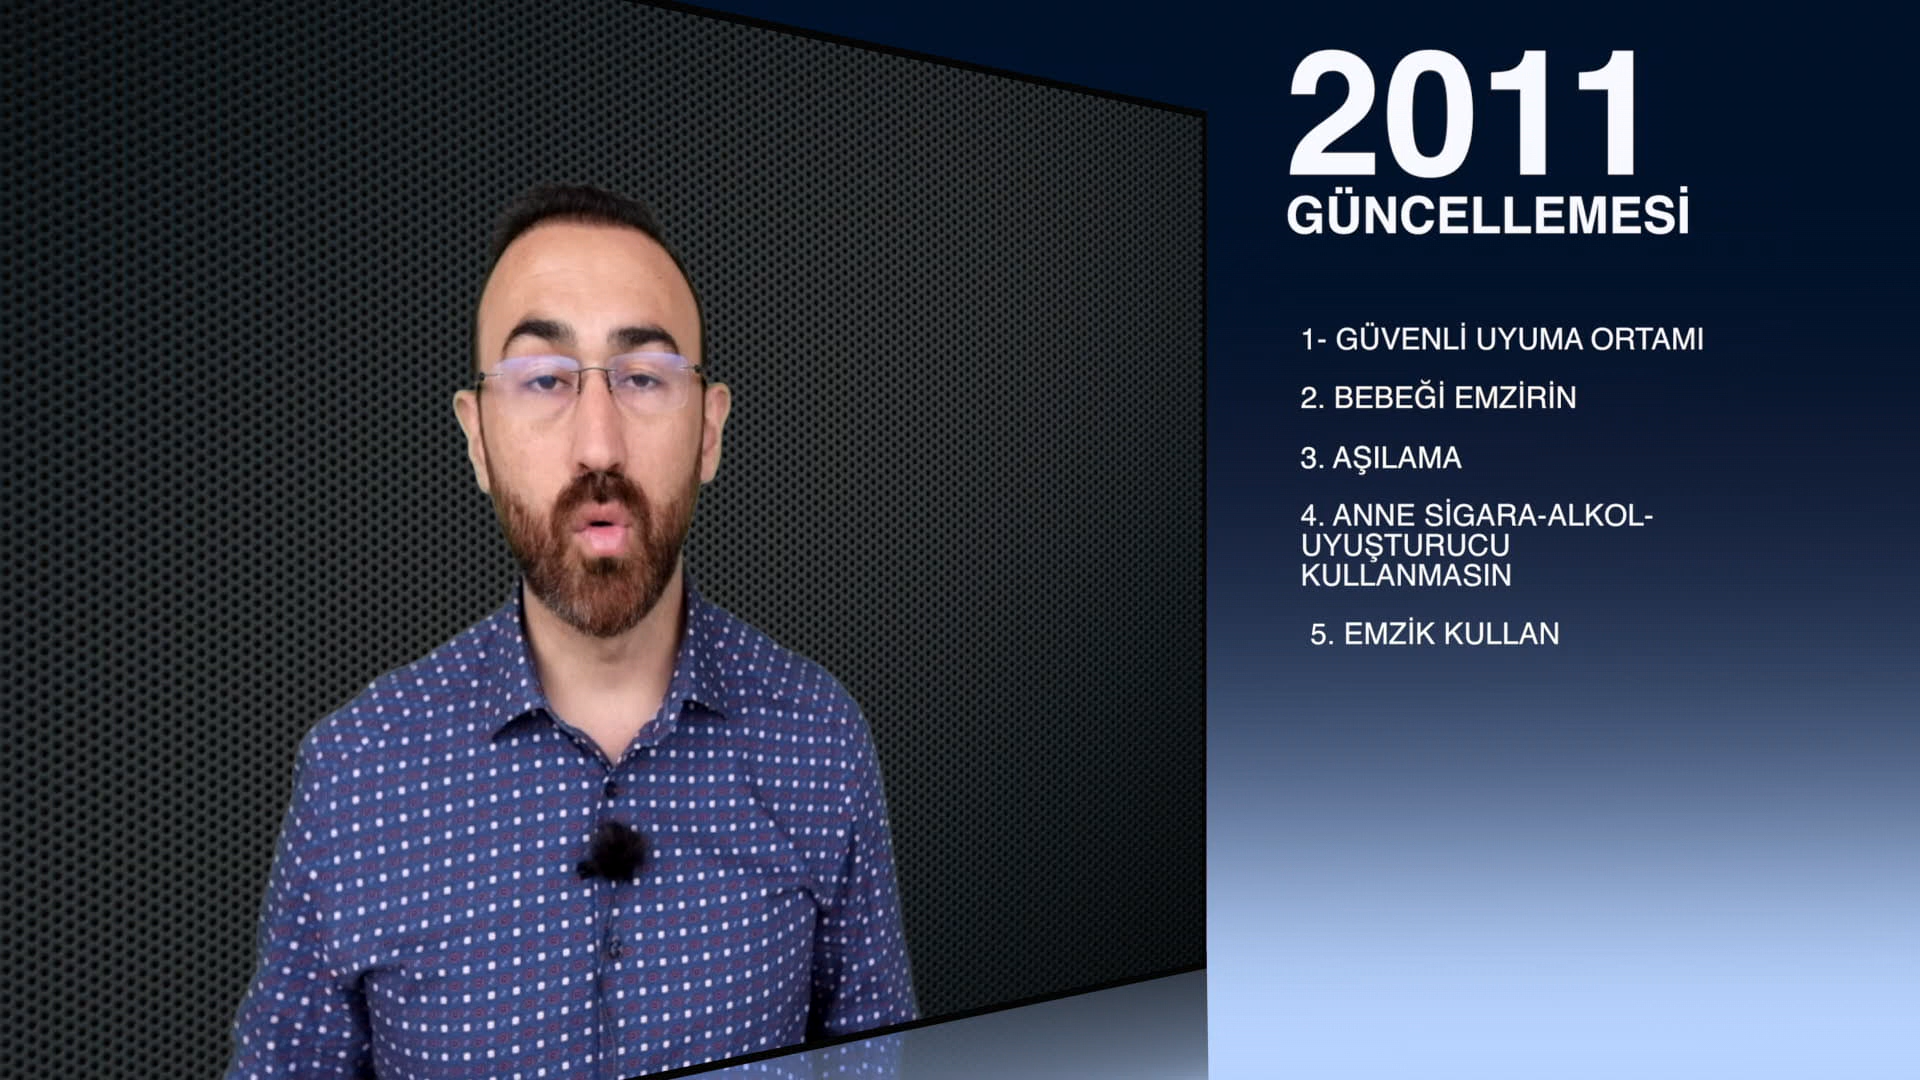 2011
GÜNCELLEMESİ
1- GÜVENLİ UYUMA ORTAMI
2. BEBEĞİ EMZİRİN
3. AŞILAMA
4. ANNE SİGARA-ALKOL-
UYUŞTURUCU
KULLANMASIN
5. EMZİK KULLAN